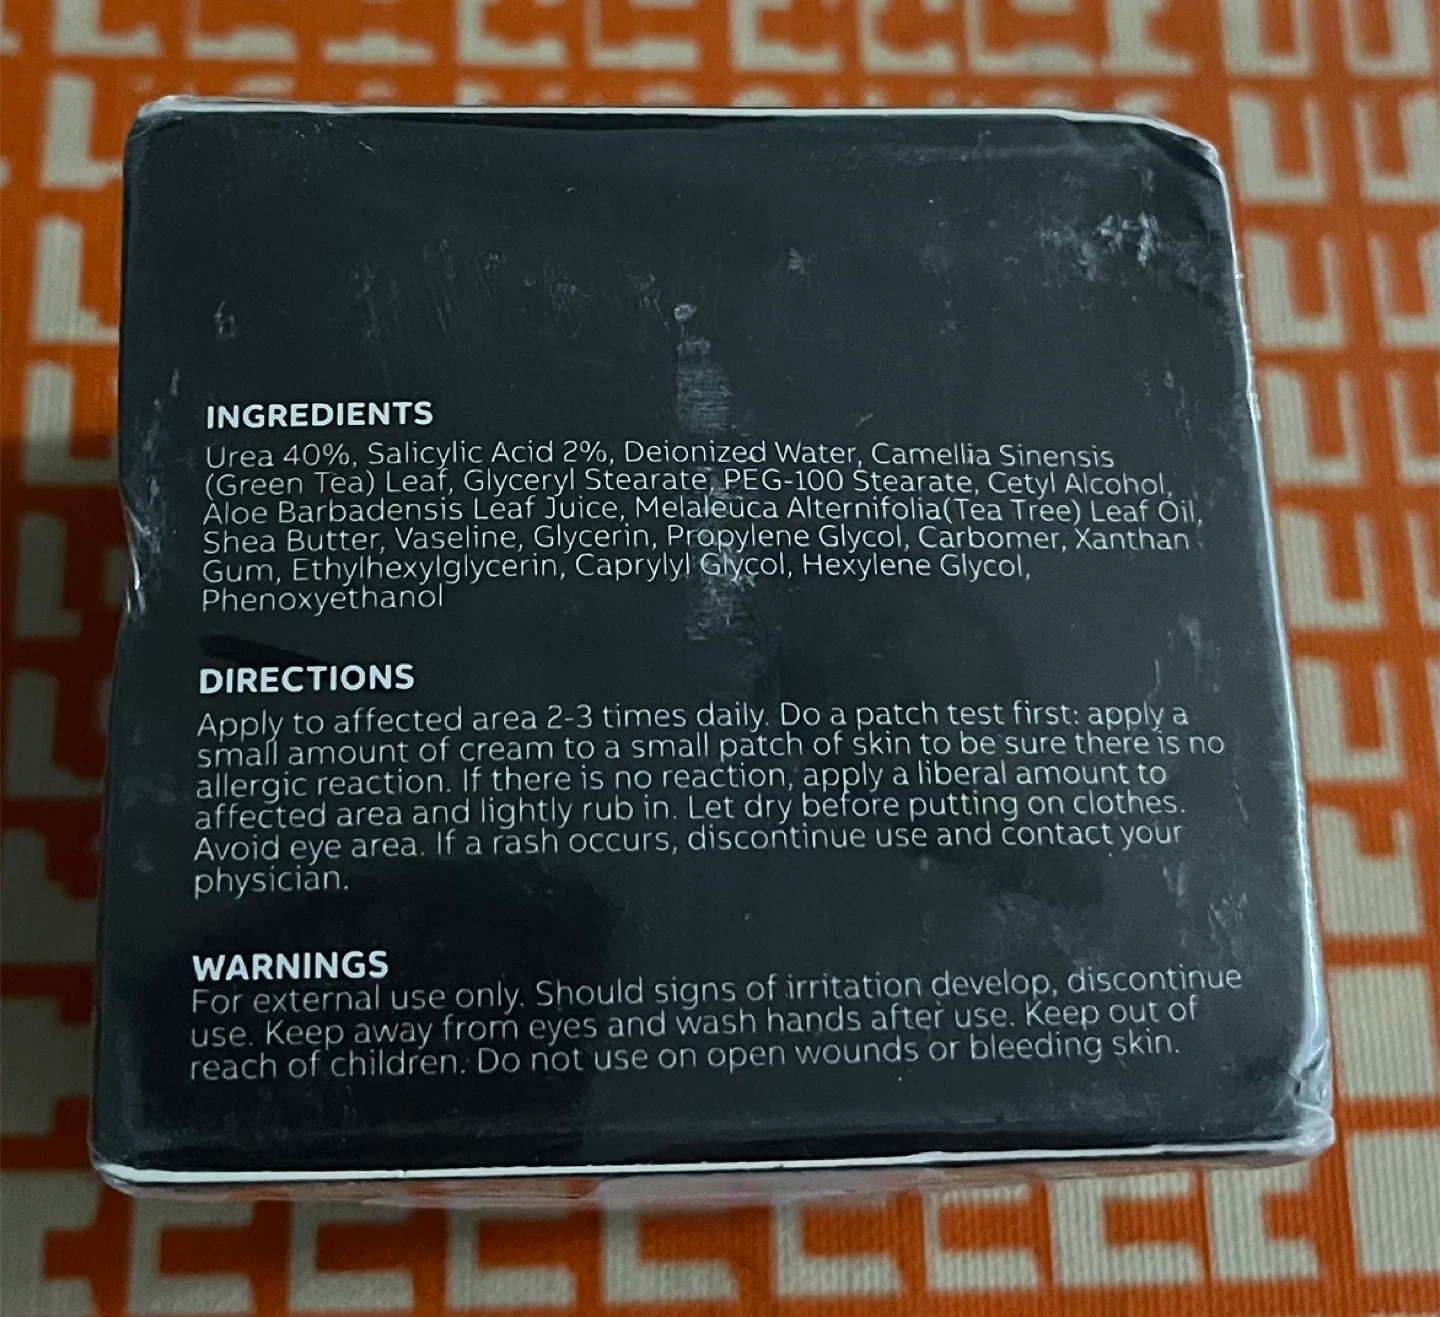 INGREDIENTS
Urea 40%, Salicylic Acid 2%, Deionized Water, Camellia Sinensis
(Green Tea) Leaf, Glyceryl Stearate, PEG-100 Stearate, Cetyl Alcohol,
Aloe Barbadensis Leaf Juice, Melaleuca Alternifolia(Tea Tree) Leaf Oil,
Shea Butter, Vaseline, Glycerin, Propylene Glycol, Carbomer, Xanthan
Gum, Ethylhexylglycerin, Caprylyl Glycol, Hexylene Glycol,
Phenoxyethanol
DIRECTIONS
Apply to affected area 2-3 times daily. Do a patch test first: apply a
small amount of cream to a small patch of skin to be sure there is no
allergic reaction. If there is no reaction, apply a liberal amount to
affected area and lightly rub in. Let dry before putting on clothes.
Avoid eye area. If a rash occurs, discontinue use and contact your
physician.
WARNINGS
For external use only. Should signs of irritation develop, discontinue
use. Keep away from eyes and wash hands after use. Keep out of
reach of children. Do not use on open wounds or bleeding skin.